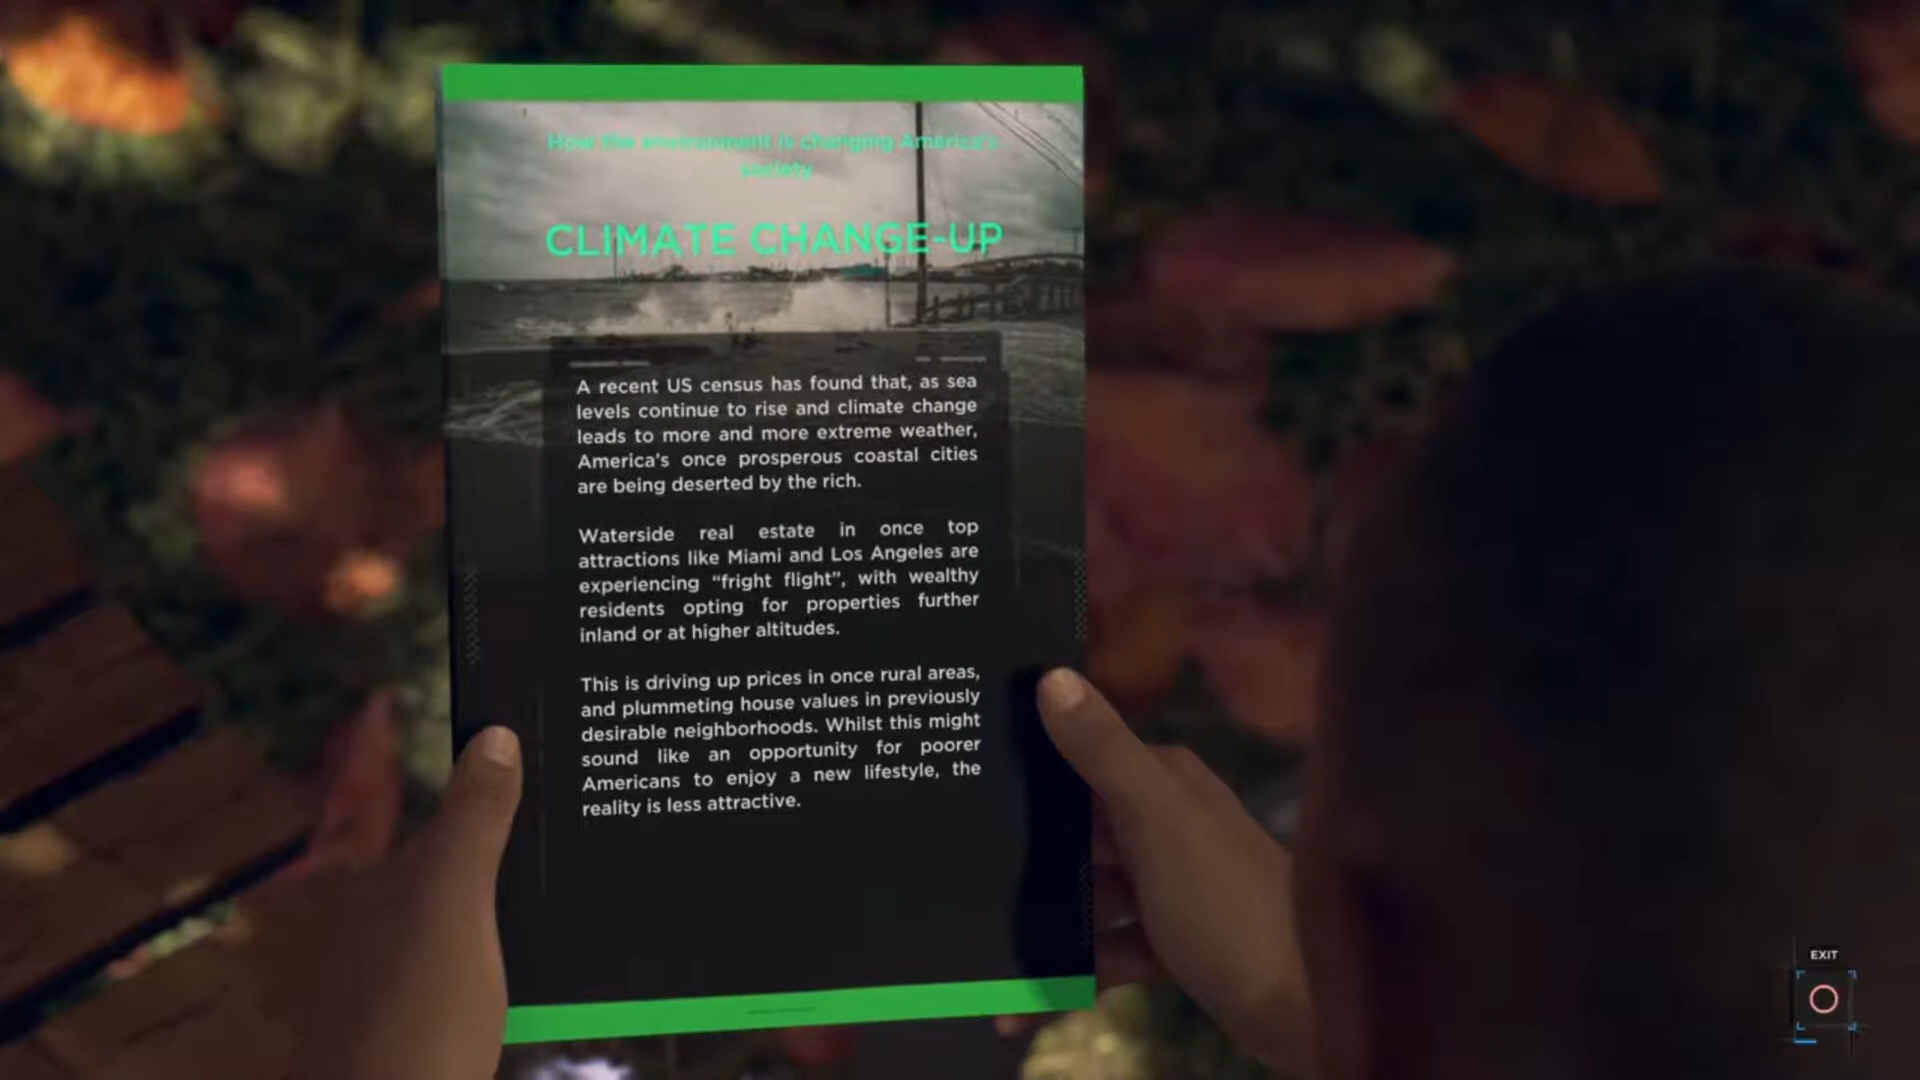 How the environment is changing America's
society
CLIMATE CHANGE-UP
A recent US census has found that, as sea
levels continue to rise and climate change
leads to more and more extreme weather,
America's once prosperous coastal cities
are being deserted by the rich.
Waterside real estate in once top
attractions like Miami and Los Angeles are
experiencing “fright flight”, with wealthy
residents opting for properties further
inland or at higher altitudes.
This is driving up prices in once rural areas,
and plummeting house values in previously
desirable neighborhoods. Whilst this might
sound like an opportunity for poorer
Americans to enjoy a new lifestyle, the
reality is less attractive.
EXIT